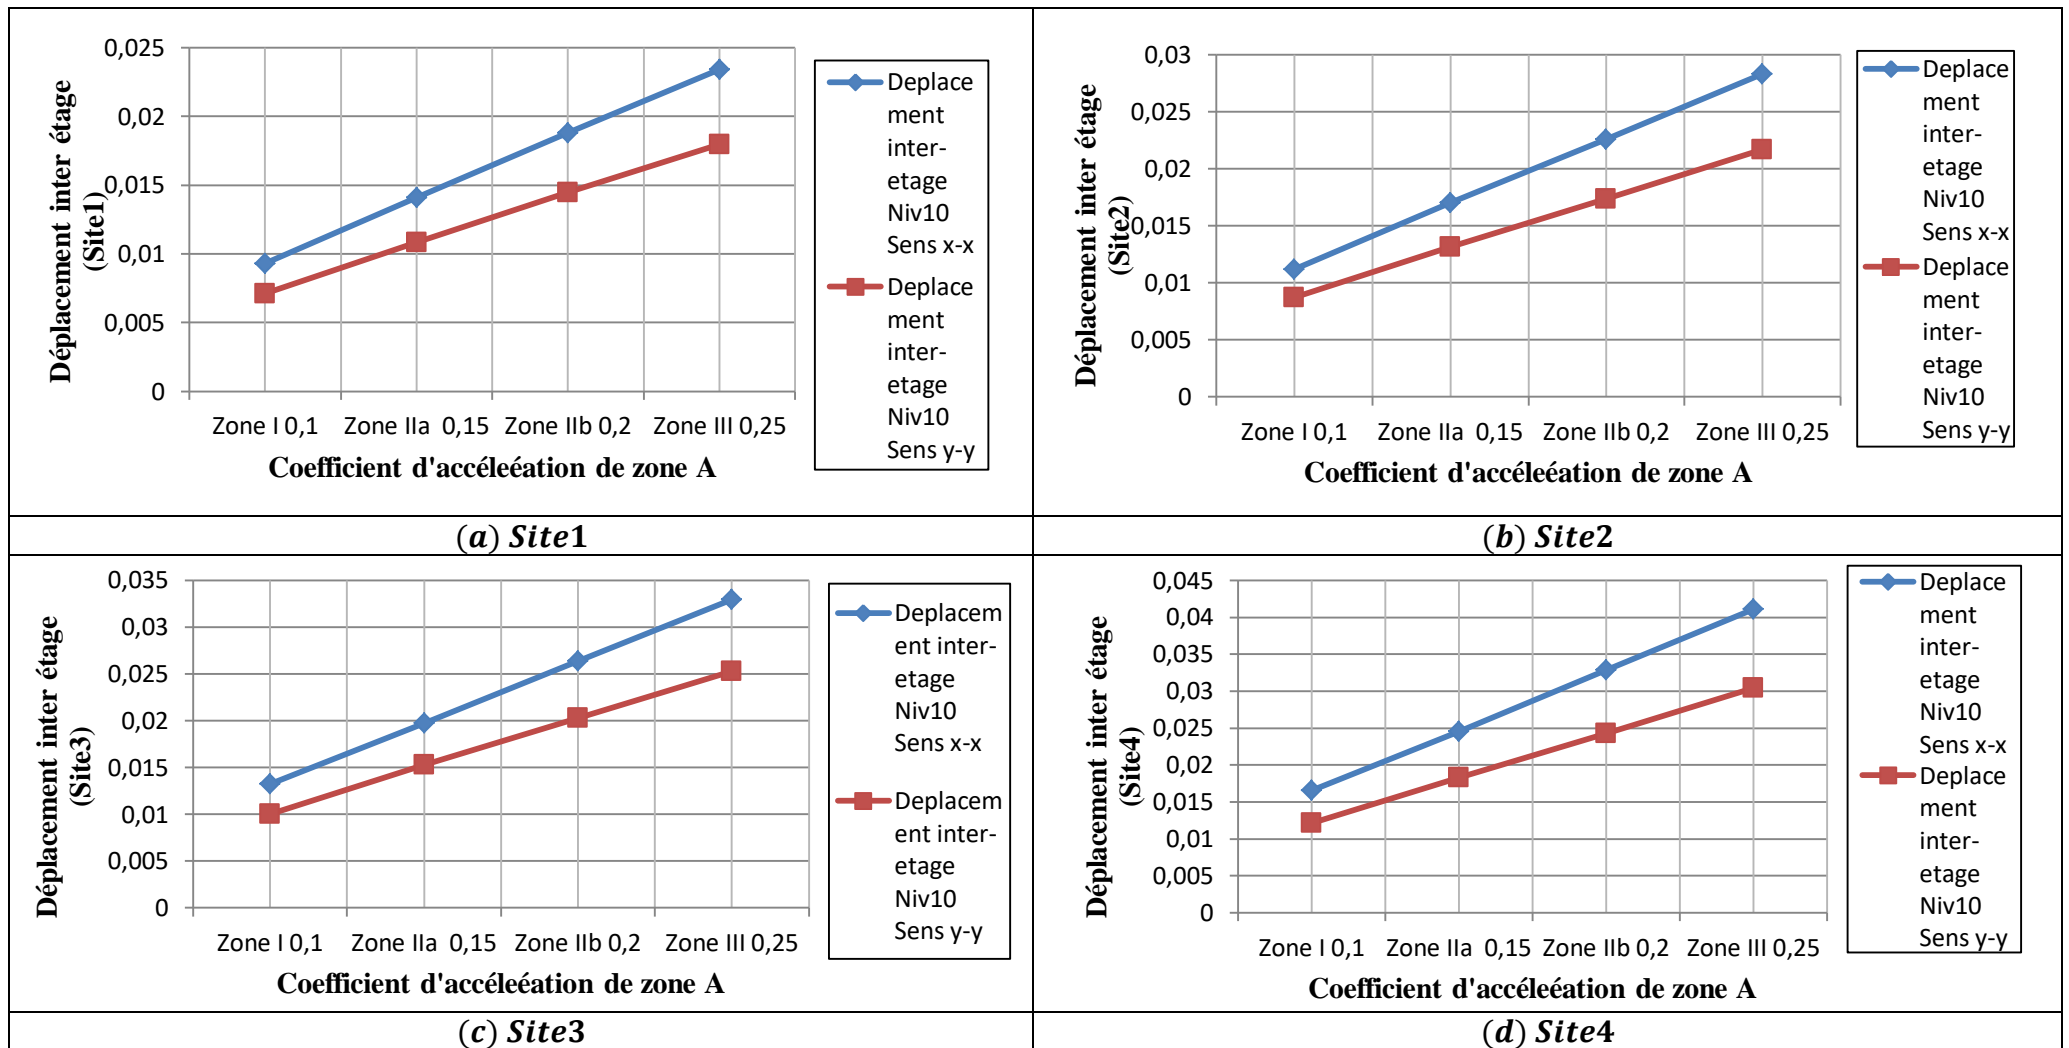 0,025
0,02
0,015
0,01
0,005
0
Déplacement inter étage
(Site1)
Zone I 0,1
Zone IIa  0,15
Zone IIb 0,2
Zone III 0,25
Coefficient d'accéleéation de zone A
Deplace
ment
inter-
etage
Niv10
Sens x-x
Deplace
ment
inter-
etage
Niv10
Sens y-y
(a) Site1
0,03
0,025
0,02
0,015
0,01
0,005
0
Déplacement inter étage
(Site2)
Zone I 0,1
Zone IIa  0,15
Zone IIb 0,2
Zone III 0,25
Coefficient d'accéleéation de zone A
Deplace
ment
inter-
etage
Niv10
Sens x-x
Deplace
ment
inter-
etage
Niv10
Sens y-y
(b) Site2
0,035
0,03
0,025
0,02
0,015
0,01
0,005
0
Déplacement inter étage
(Site3)
Zone I 0,1
Zone IIa  0,15
Zone IIb 0,2
Zone III 0,25
Coefficient d'accéleéation de zone A
Deplacem
ent inter-
etage
Niv10
Sens x-x
Deplacem
ent inter-
etage
Niv10
Sens y-y
(c) Site3
0,045
0,04
0,035
0,03
0,025
0,02
0,015
0,01
0,005
0
Déplacement inter étage
(Site4)
Zone I 0,1
Zone IIa  0,15
Zone IIb 0,2
Zone III 0,25
Coefficient d'accéleéation de zone A
Deplace
ment
inter-
etage
Niv10
Sens x-x
Deplace
ment
inter-
etage
Niv10
Sens y-y
(d) Site4